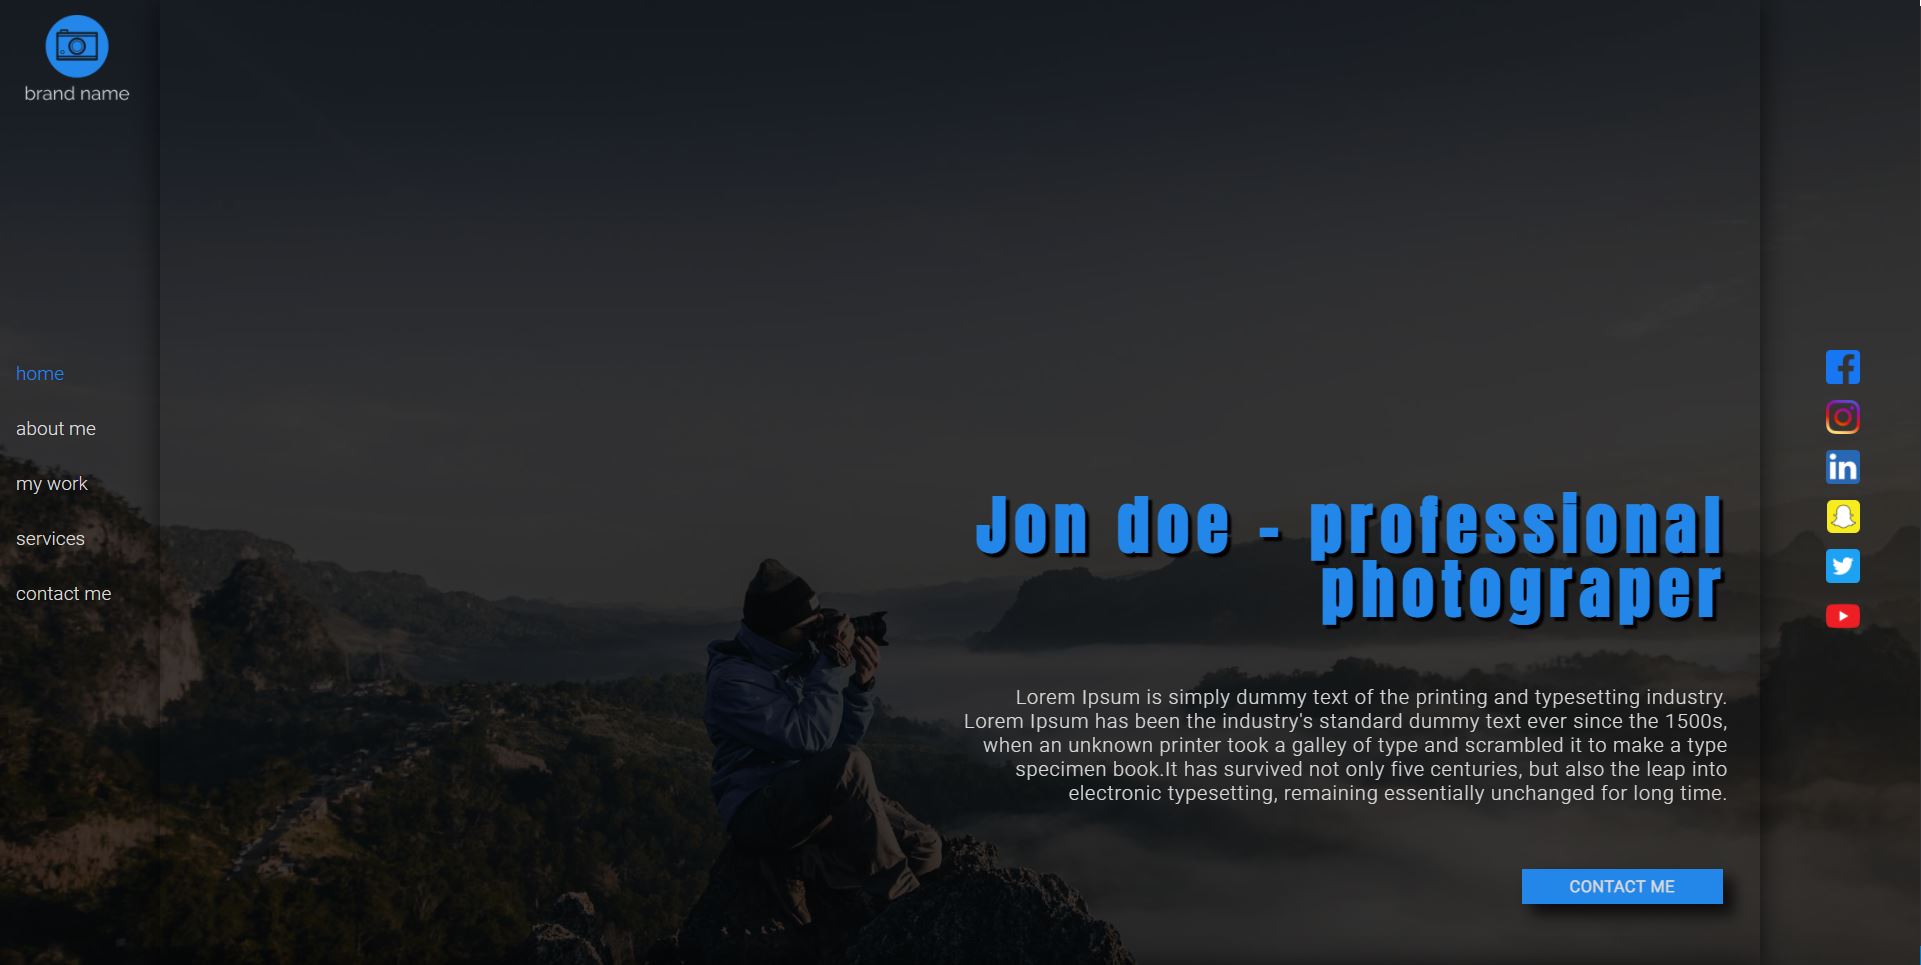 brand name
home
about me
my work
services
contact me
Jon doe - professional
photograper
Lorem Ipsum is simply dummy text of the printing and typesetting industry.
Lorem Ipsum has been the industry's standard dummy text ever since the 1500s,
when an unknown printer took a galley of type and scrambled it to make a type
specimen book.It has survived not only five centuries, but also the leap into
electronic typesetting, remaining essentially unchanged for long time.
CONTACT ME
in